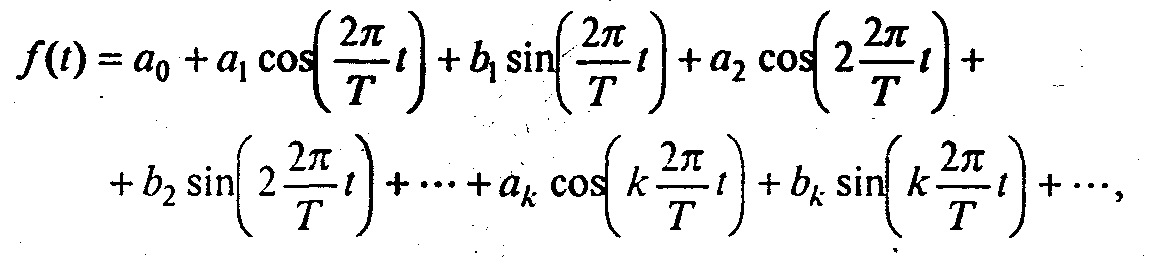 f(t) = a₀ + a₁ cos(2π/T t) + b₁ sin(2π/T t) + a₂ cos(2 2π/T t) +
+ b₂ sin(2 2π/T t) + ··· + aₖ cos(k 2π/T t) + bₖ sin(k 2π/T t) + ···,